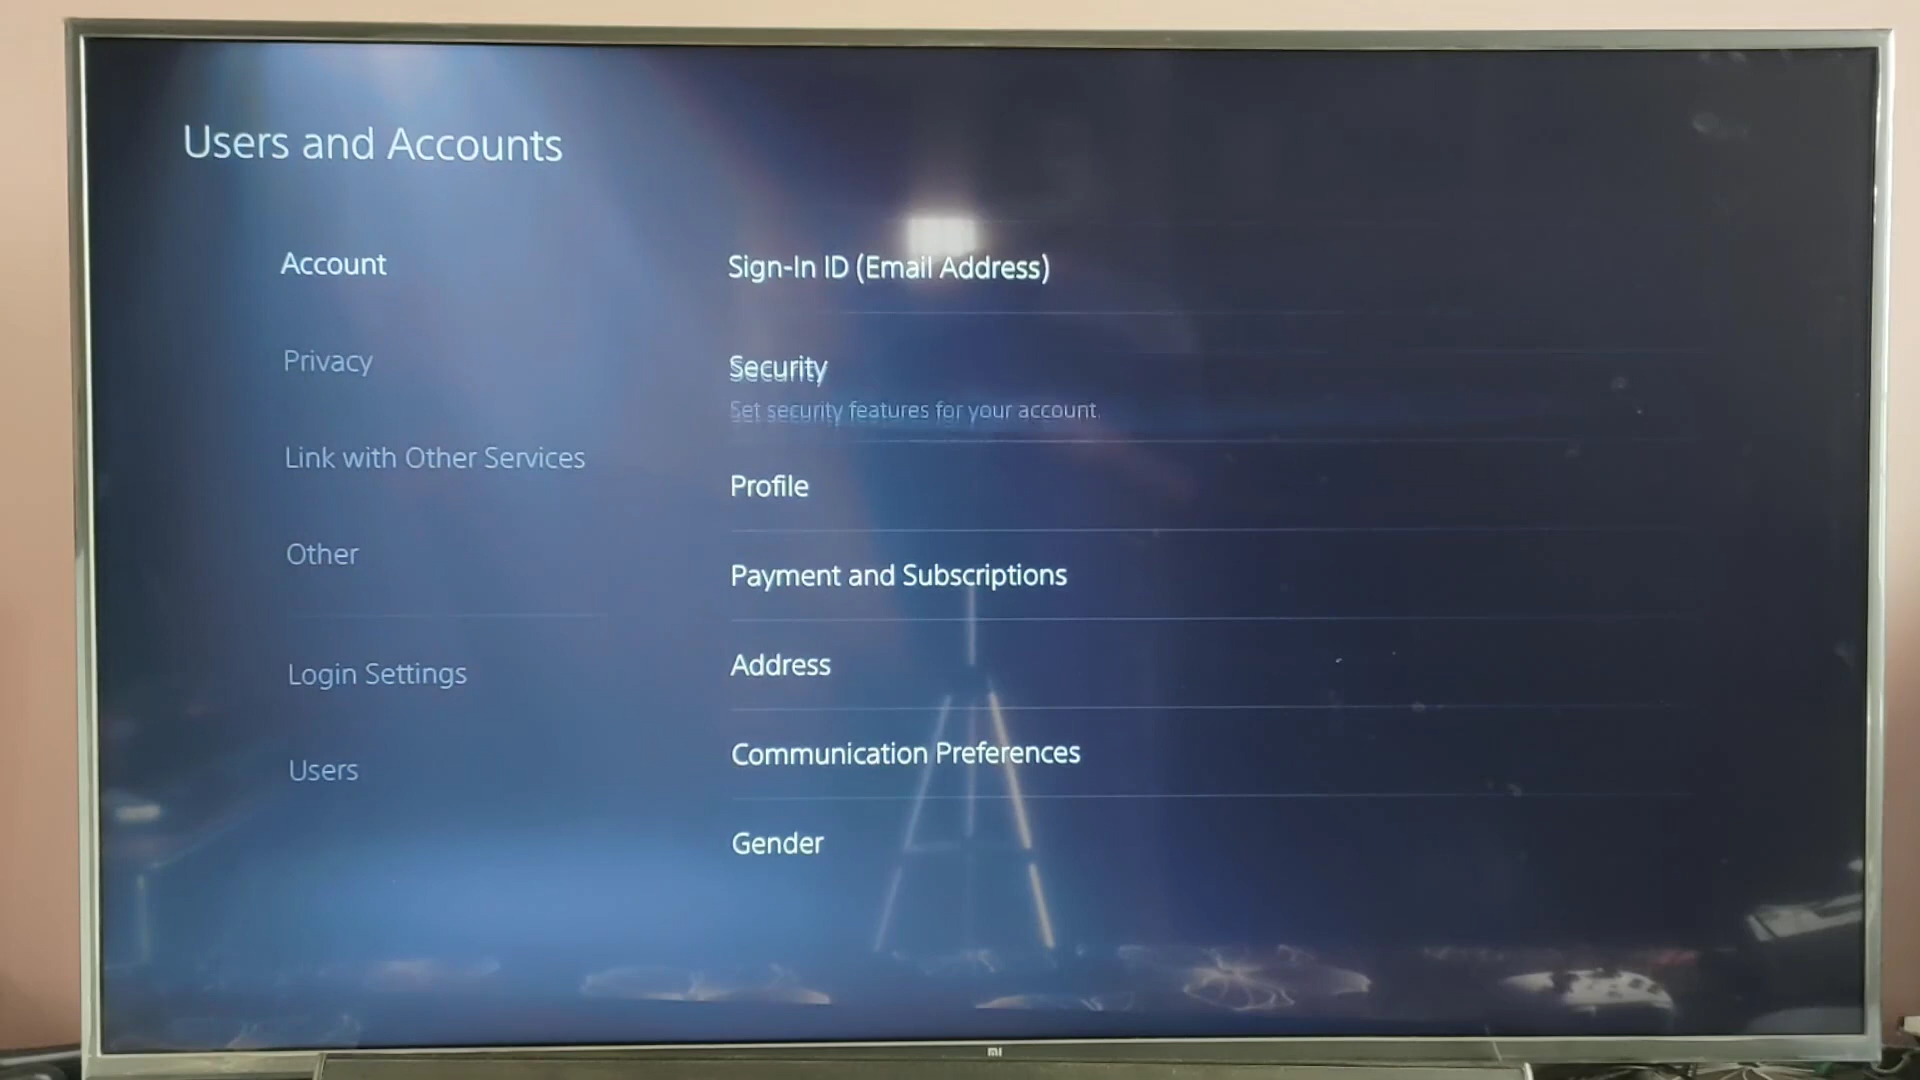 Users and Accounts
Account
Privacy
Link with Other Services
Other
Login Settings
Users
Sign-In ID (Email Address)
Security
Set security features for your account.
Profile
Payment and Subscriptions
Address
Communication Preferences
Gender
mi